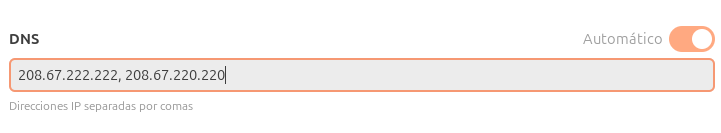 DNS Automático
208.67.222.222, 208.67.220.220
Direcciones IP separadas por comas